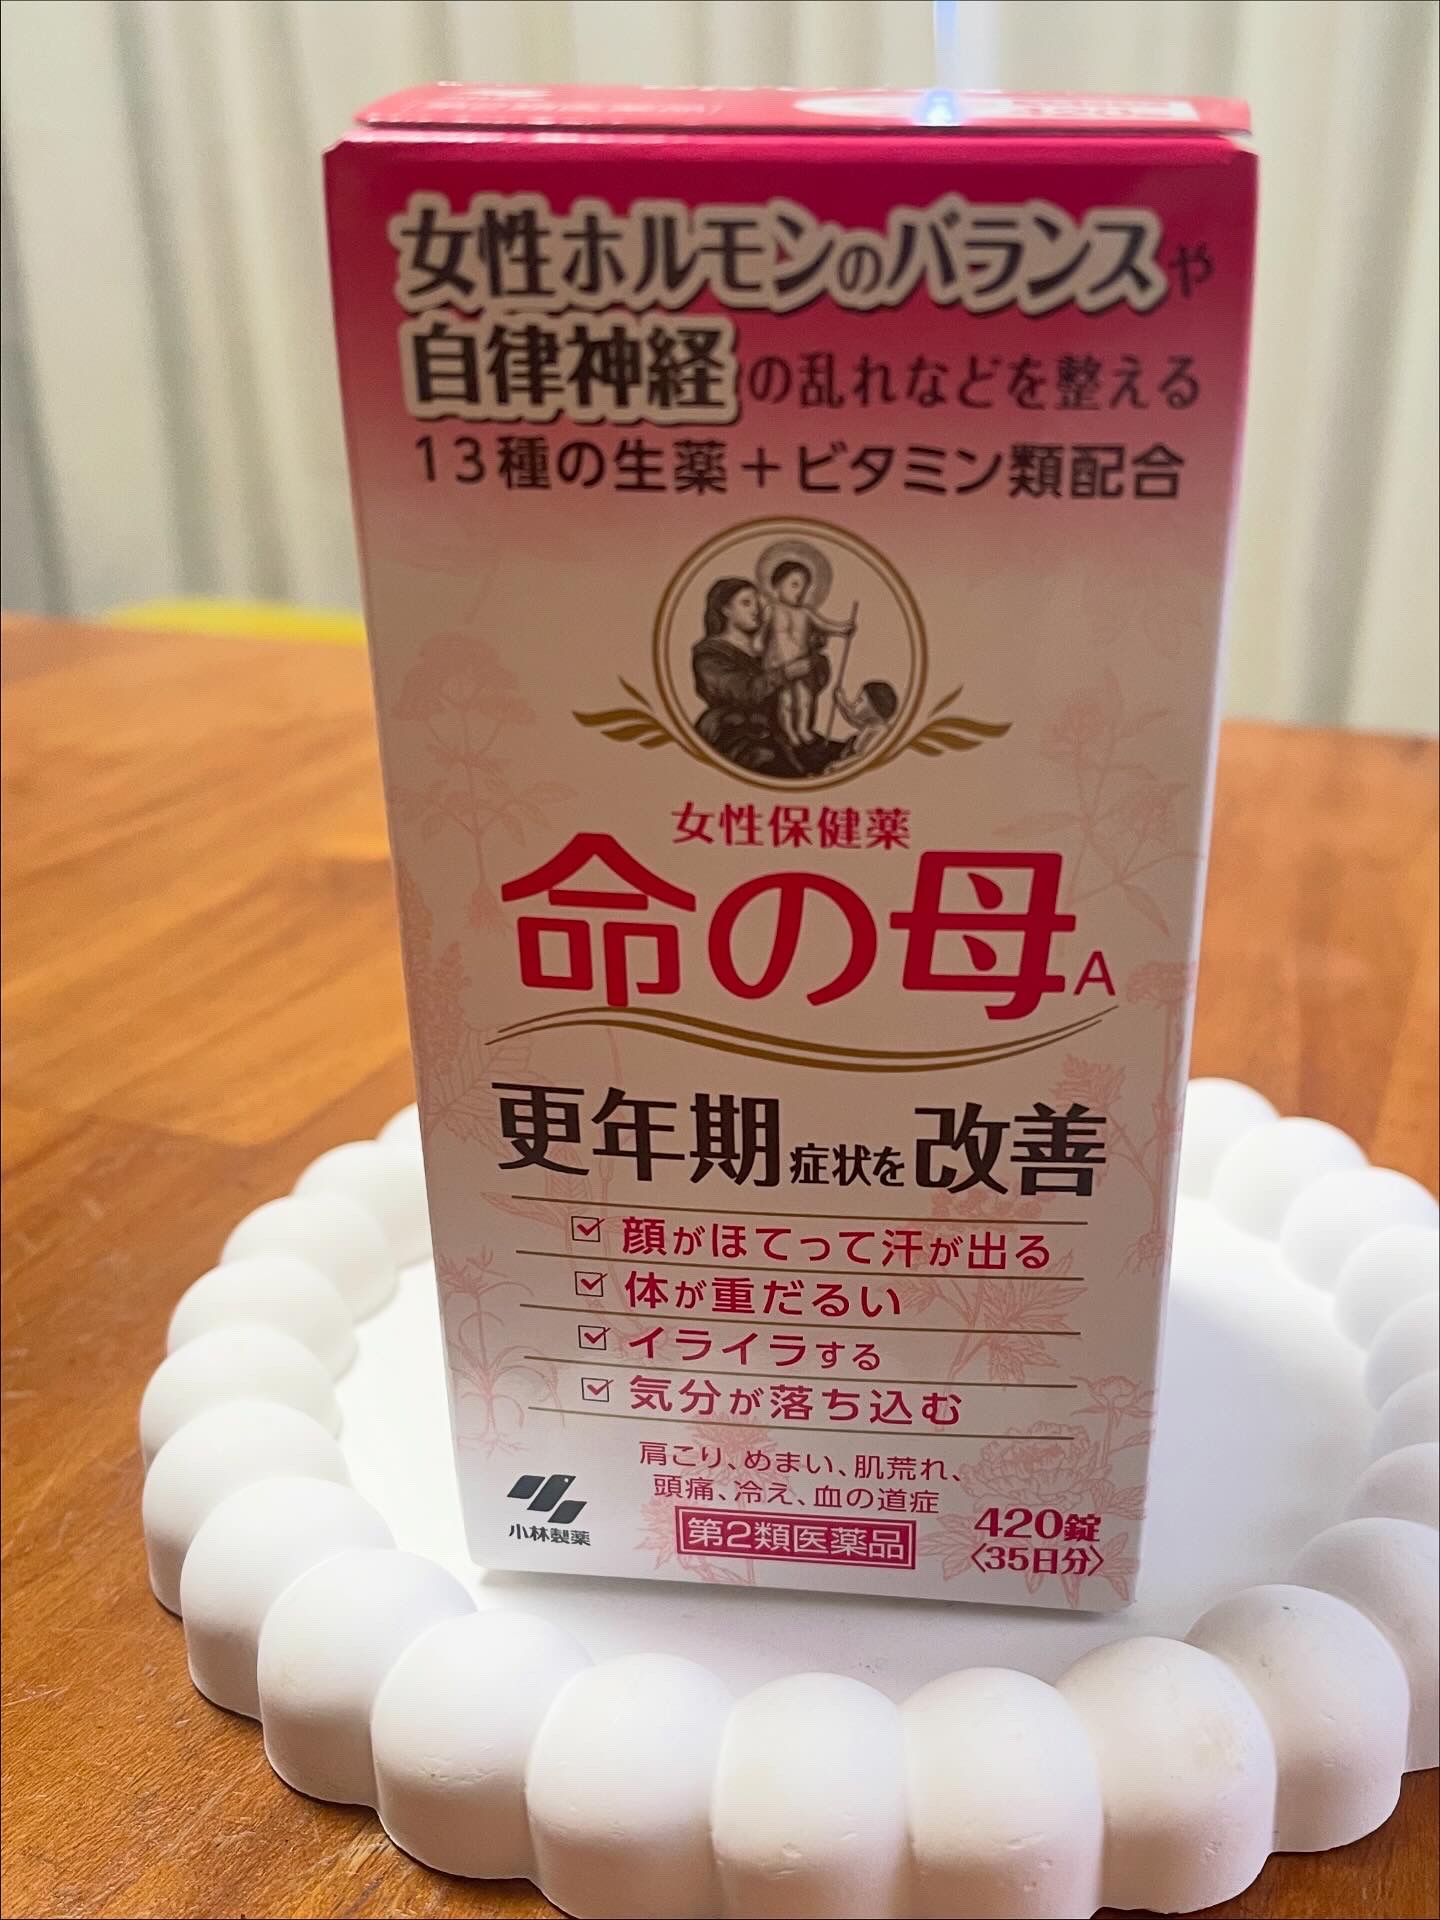 女性ホルモンのバランスや
自律神経の乱れなどを整える
13種の生薬+ビタミン類配合
女性保健薬
命の母A
更年期症状を改善
顔がほてって汗が出る
体が重だるい
イライラする
気分が落ち込む
肩こり、めまい、肌荒れ、
頭痛、冷え、血の道症
第2類医薬品
420錠
〈35日分〉
小林製薬